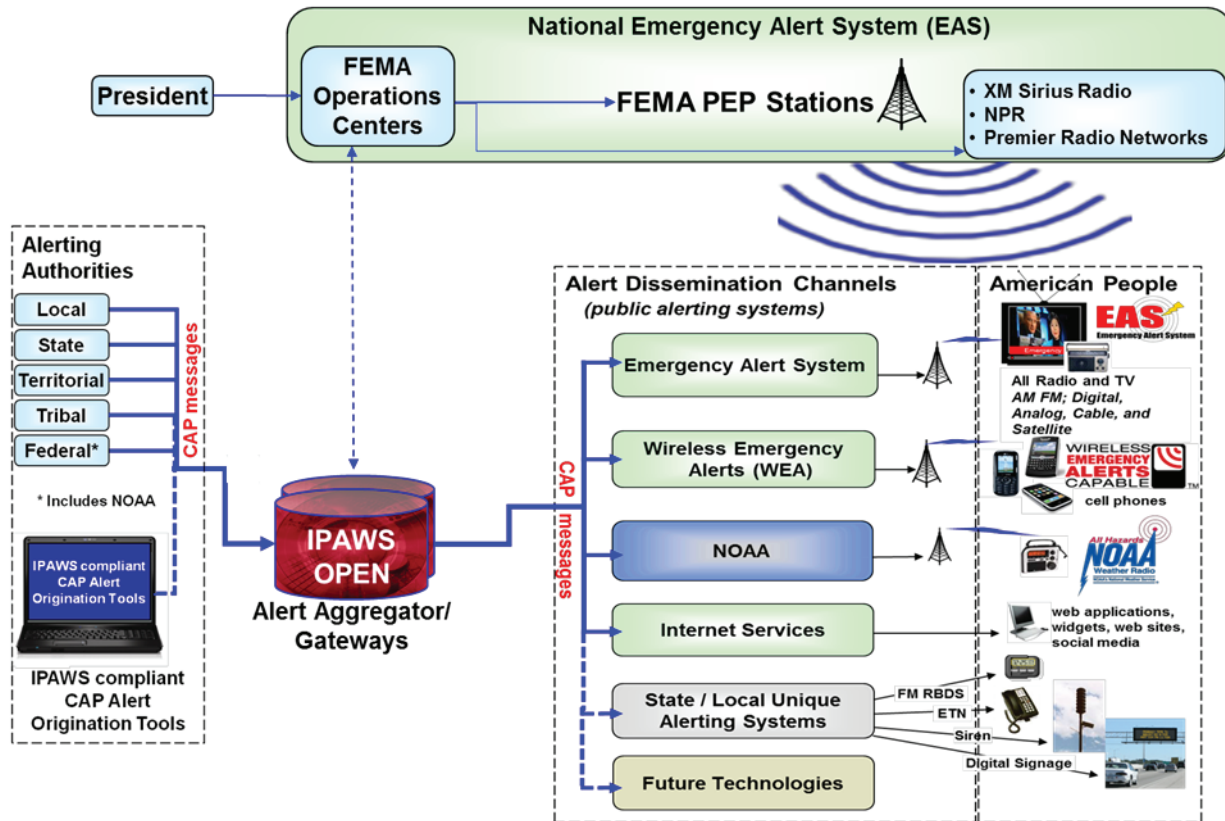 National Emergency Alert System (EAS)
President
FEMA
Operations
Centers
FEMA PEP Stations
• XM Sirius Radio
• NPR
• Premier Radio Networks
Alerting
Authorities
Local
State
Territorial
Tribal
Federal*
CAP messages
* Includes NOAA
IPAWS compliant
CAP Alert
Origination Tools
IPAWS compliant
CAP Alert
Origination Tools
IPAWS
OPEN
Alert Aggregator/
Gateways
CAP messages
Alert Dissemination Channels
(public alerting systems)
Emergency Alert System
Wireless Emergency
Alerts (WEA)
NOAA
Internet Services
State / Local Unique
Alerting Systems
Future Technologies
FM RBDS
ETN
Siren
Digital Signage
American People
Emergency
EAS
Emergency Alert System
All Radio and TV
AM FM; Digital,
Analog, Cable, and
Satellite
WIRELESS
EMERGENCY
ALERTS
CAPABLE
TM
cell phones
All Hazards
NOAA
Weather Radio
web applications,
widgets, web sites,
social media